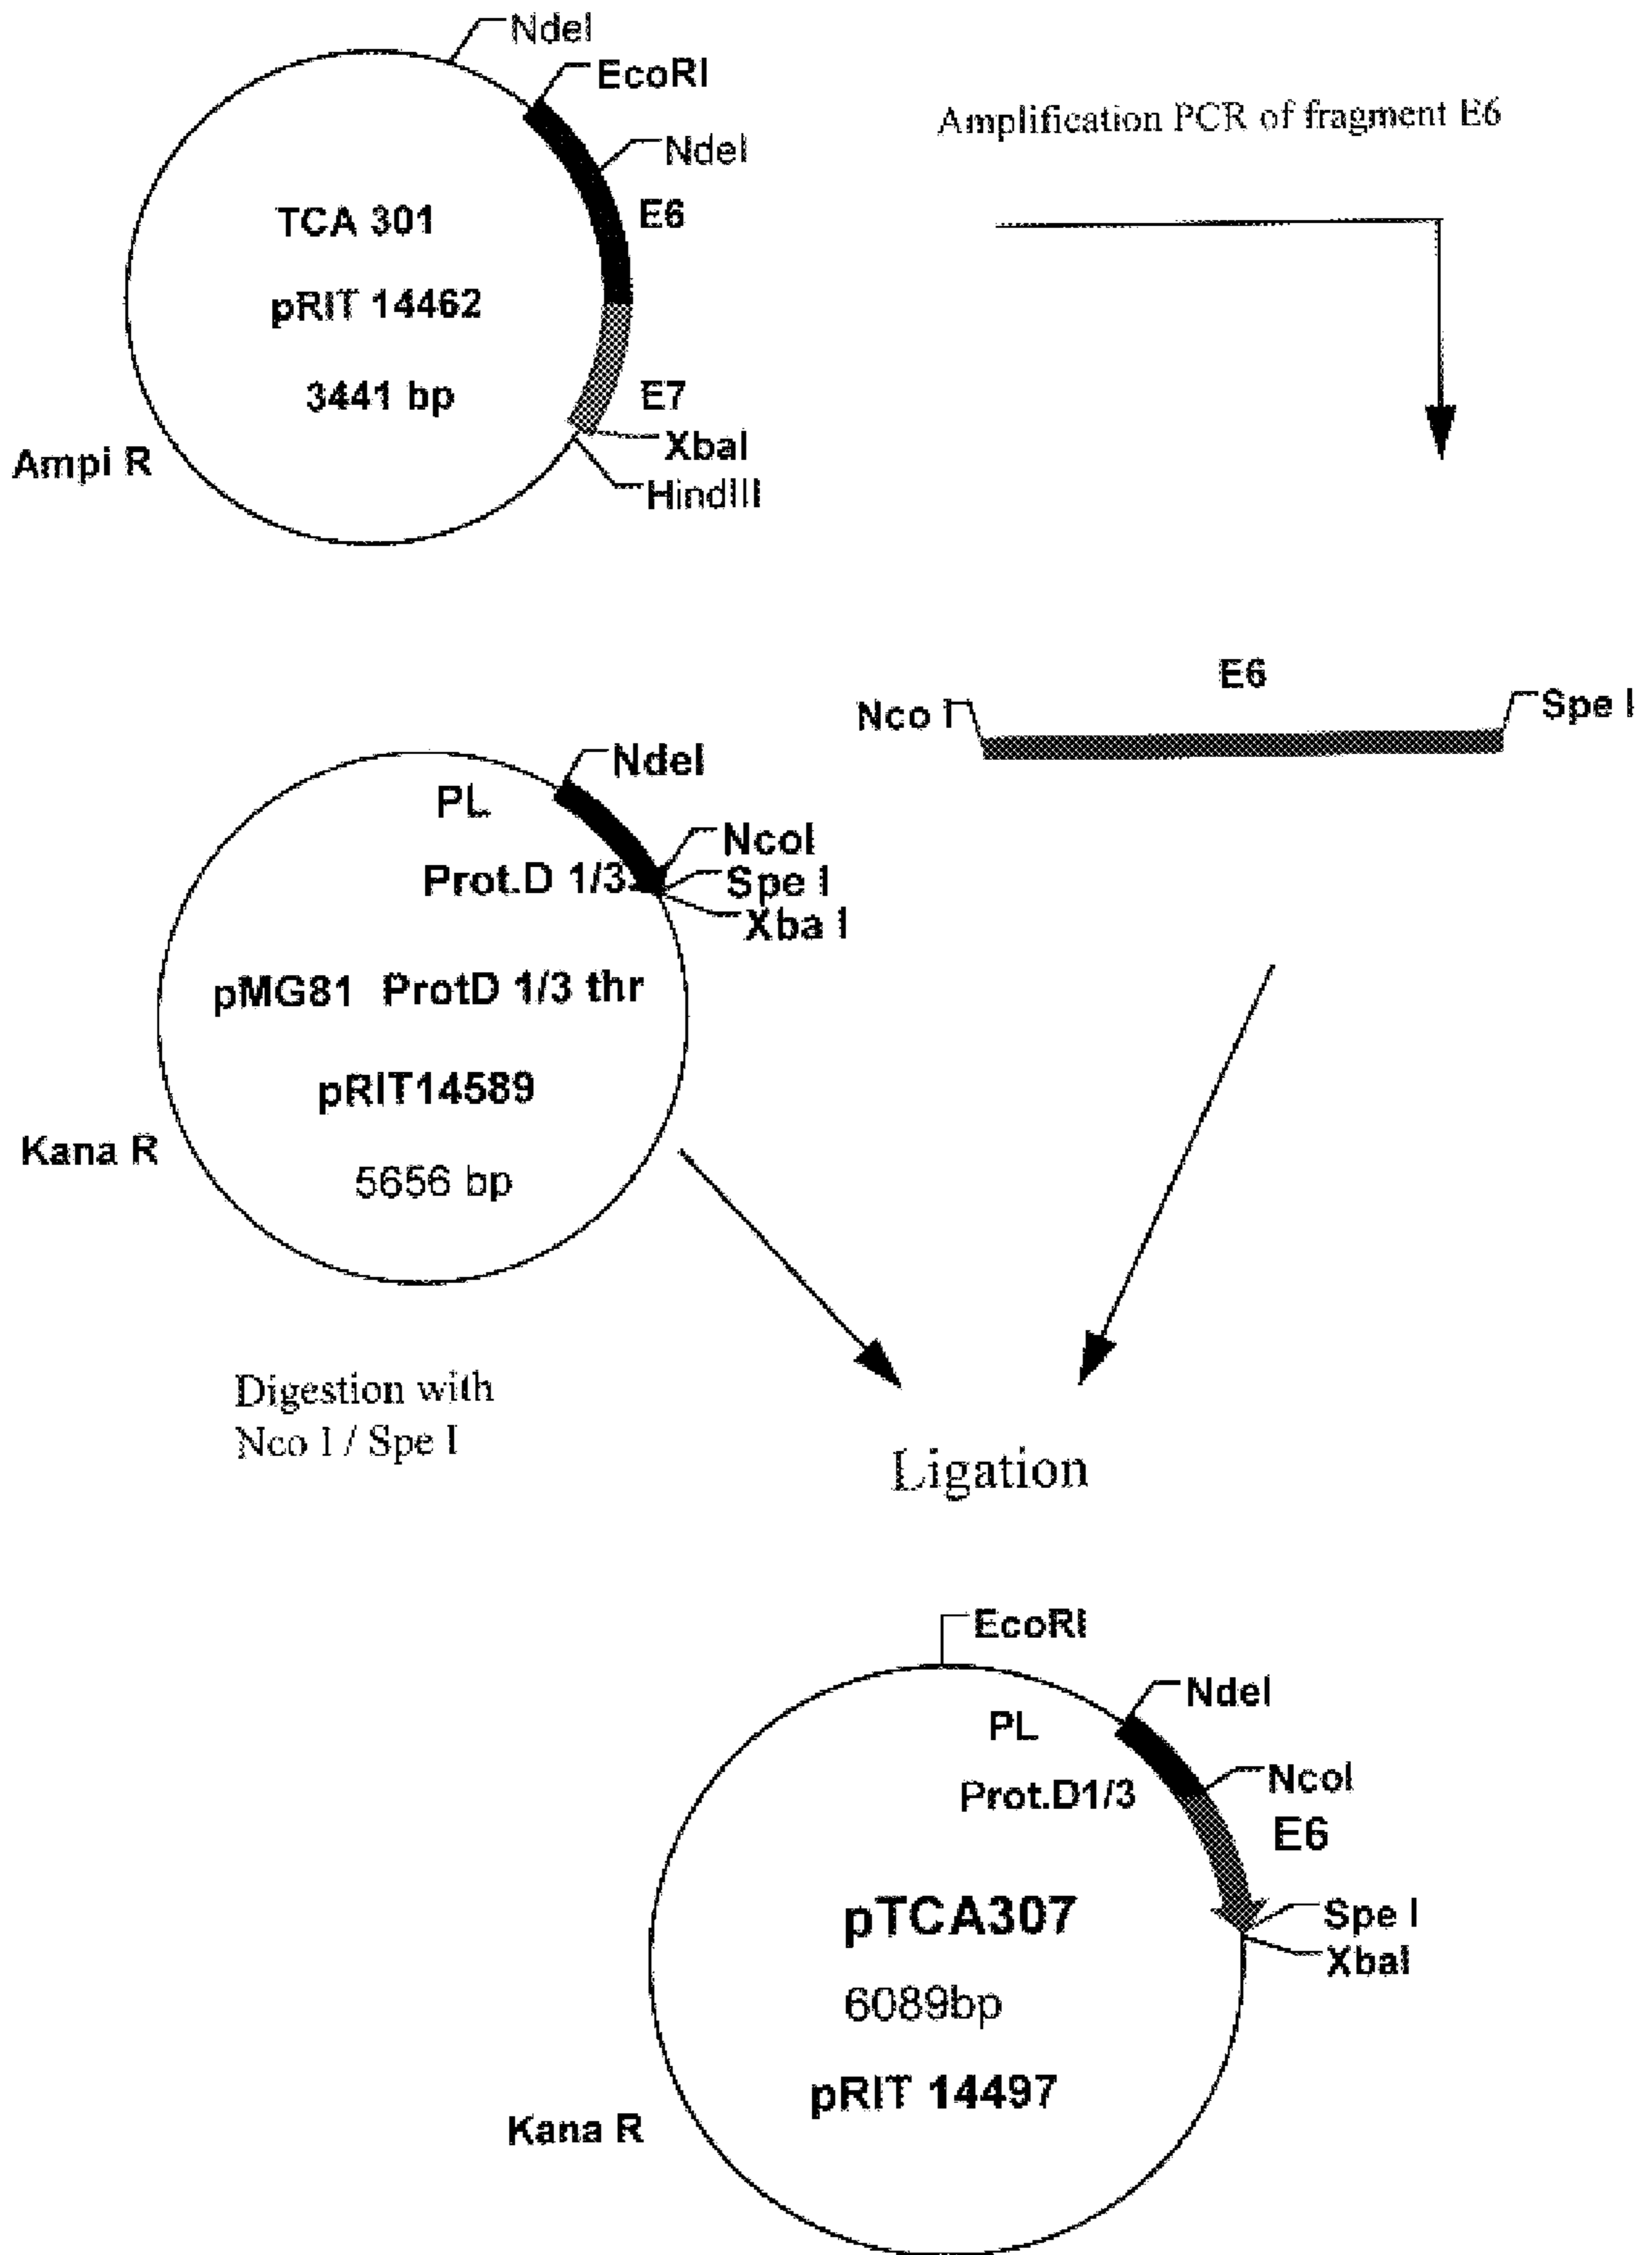 NdeI
EcoRI
Amplification PCR of fragment E6
NdeI
TCA 301
E6
pRIT 14462
3441 bp
E7
XbaI
Ampi R
HindIII
E6
Nco I
Spe I
NdeI
PL
NcoI
Prot.D 1/3
Spe I
Xba I
pMG81 ProtD 1/3 thr
pRIT14589
Kana R
5656 bp
Digestion with
Nco I / Spe I
Ligation
EcoRI
NdeI
PL
NcoI
Prot.D1/3
E6
pTCA307
Spe I
XbaI
6089bp
pRIT 14497
Kana R